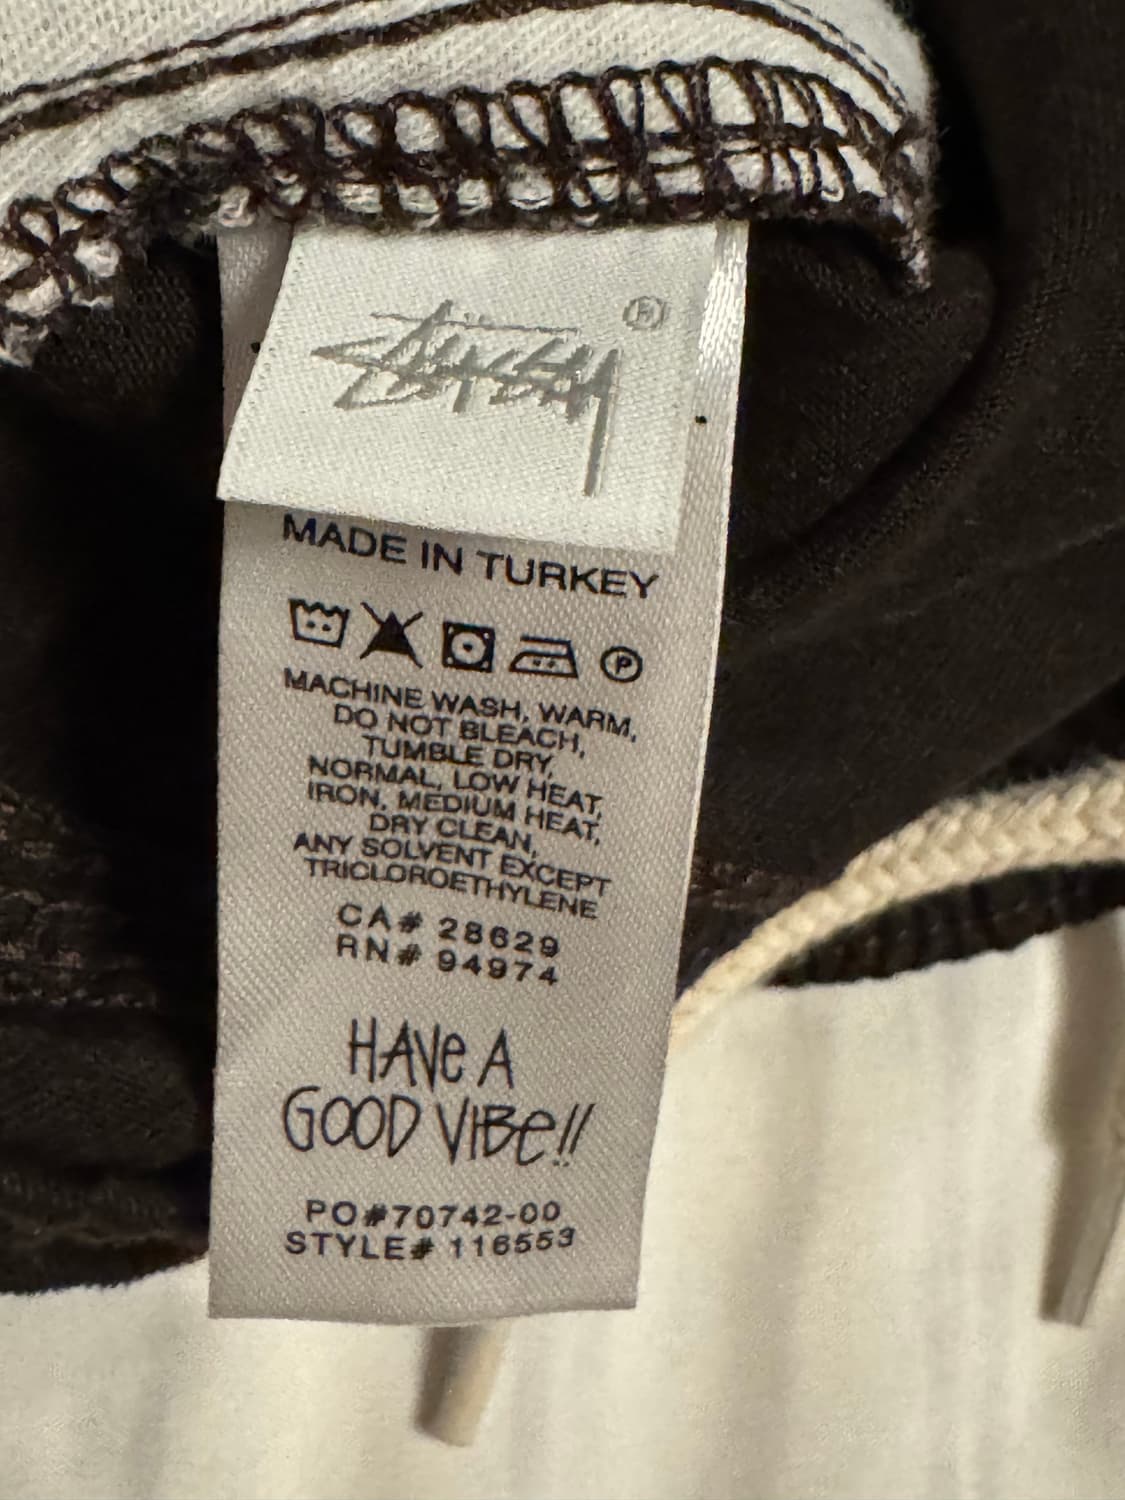 STÜSSY ®
MADE IN TURKEY
P
MACHINE WASH, WARM,
DO NOT BLEACH,
TUMBLE DRY,
NORMAL, LOW HEAT,
IRON, MEDIUM HEAT,
DRY CLEAN,
ANY SOLVENT EXCEPT
TRICLOROETHYLENE
CA# 28629
RN# 94974
HAVe A
GOOD VIBe!!
PO#70742-00
STYLE# 116553